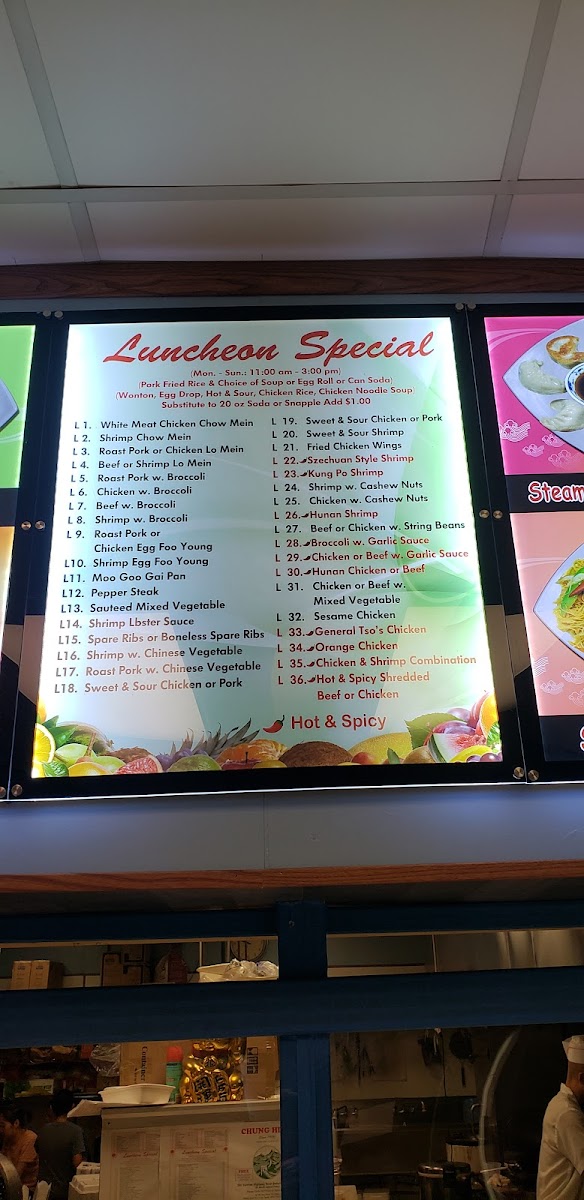 Luncheon Special
(Mon. - Sun.: 11:00 am - 3:00 pm)
(Pork Fried Rice & Choice of Soup or Egg Roll or Can Soda)
(Wonton, Egg Drop, Hot & Sour, Chicken Rice, Chicken Noodle Soup)
Substitute to 20 oz Soda or Snapple Add $1.00
L 1. White Meat Chicken Chow Mein
L 2. Shrimp Chow Mein
L 3. Roast Pork or Chicken Lo Mein
L 4. Beef or Shrimp Lo Mein
L 5. Roast Pork w. Broccoli
L 6. Chicken w. Broccoli
L 7. Beef w. Broccoli
L 8. Shrimp w. Broccoli
L 9. Roast Pork or
Chicken Egg Foo Young
L10. Shrimp Egg Foo Young
L11. Moo Goo Gai Pan
L12. Pepper Steak
L13. Sauteed Mixed Vegetable
L14. Shrimp Lbster Sauce
L15. Spare Ribs or Boneless Spare Ribs
L16. Shrimp w. Chinese Vegetable
L17. Roast Pork w. Chinese Vegetable
L18. Sweet & Sour Chicken or Pork
L 19. Sweet & Sour Chicken or Pork
L 20. Sweet & Sour Shrimp
L 21. Fried Chicken Wings
L 22. Szechuan Style Shrimp
L 23. Kung Po Shrimp
L 24. Shrimp w. Cashew Nuts
L 25. Chicken w. Cashew Nuts
L 26. Hunan Shrimp
L 27. Beef or Chicken w. String Beans
L 28. Broccoli w. Garlic Sauce
L 29. Chicken or Beef w. Garlic Sauce
L 30. Hunan Chicken or Beef
L 31. Chicken or Beef w.
Mixed Vegetable
L 32. Sesame Chicken
L 33. General Tso's Chicken
L 34. Orange Chicken
L 35. Chicken & Shrimp Combination
L 36. Hot & Spicy Shredded
Beef or Chicken
Hot & Spicy
Steam
CHUNG
Luncheon Special